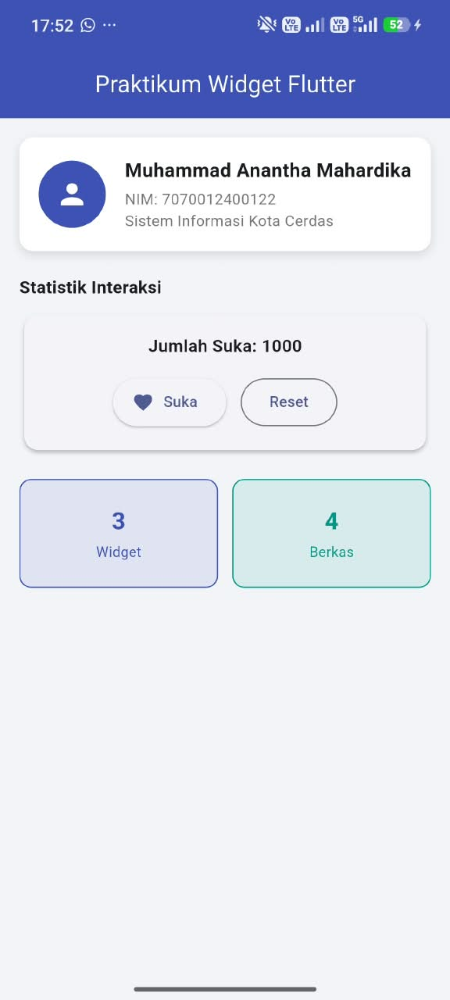 17:52
Vo LTE
Vo LTE
5G
52
Praktikum Widget Flutter
Muhammad Anantha Mahardika
NIM: 7070012400122
Sistem Informasi Kota Cerdas
Statistik Interaksi
Jumlah Suka: 1000
Suka
Reset
3
Widget
4
Berkas